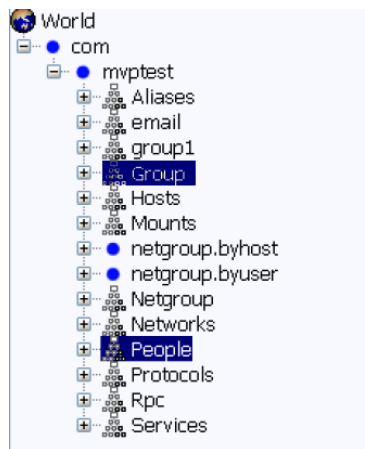 World
com
mvptest
Aliases
email
group1
Group
Hosts
Mounts
netgroup.byhost
netgroup.byuser
Netgroup
Networks
People
Protocols
Rpc
Services